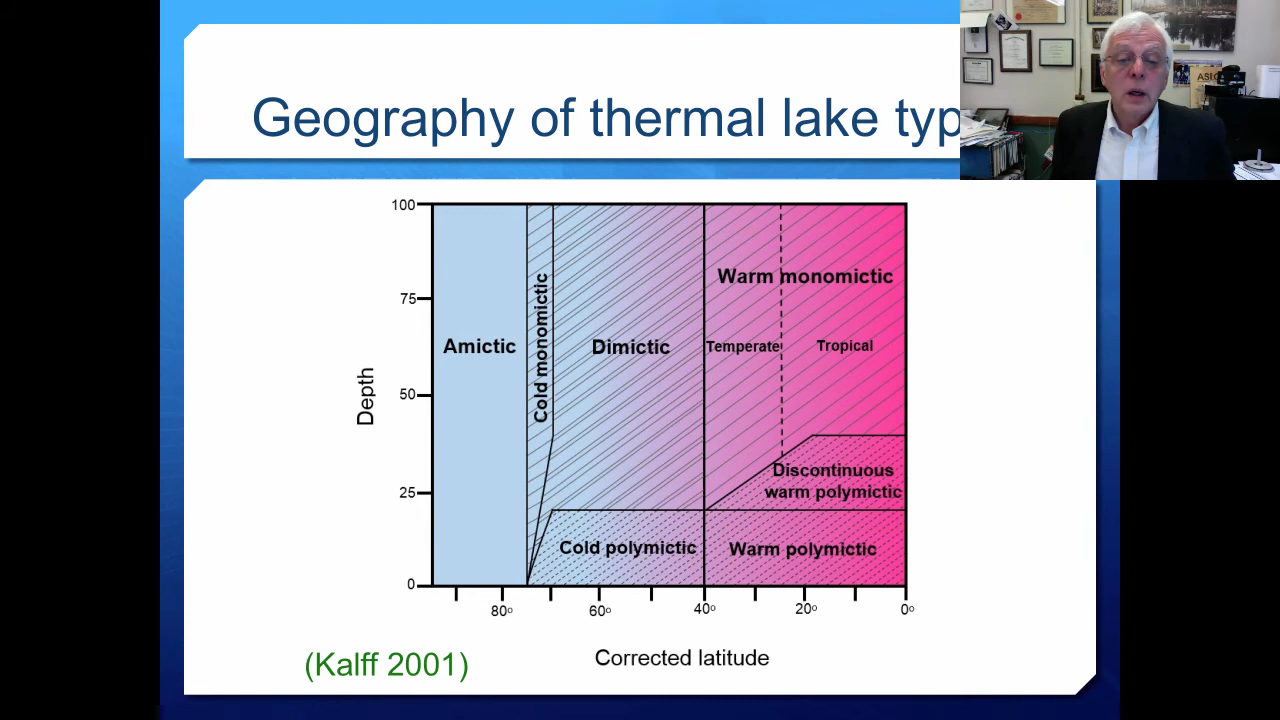 Geography of thermal lake typ
ASLO
100
75
50
25
0
Depth
Amictic
Cold monomictic
Dimictic
Warm monomictic
Temperate
Tropical
Discontinuous
warm polymictic
Cold polymictic
Warm polymictic
80º
60º
40º
20º
0º
Corrected latitude
(Kalff 2001)